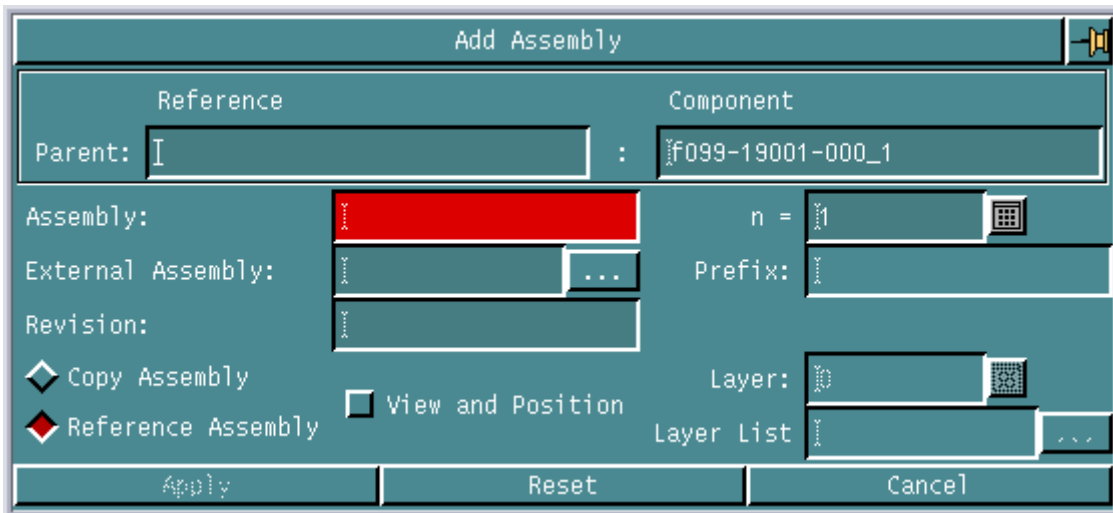 Add Assembly
Reference Component
Parent: : f099-19001-000_1
Assembly: n = 1
External Assembly: ... Prefix:
Revision:
Copy Assembly Layer: 0
View and Position
Reference Assembly Layer List ...
Apply Reset Cancel